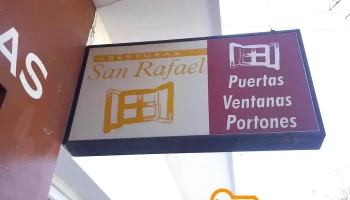 ABERTURAS
San Rafael
Puertas
Ventanas
Portones
AS